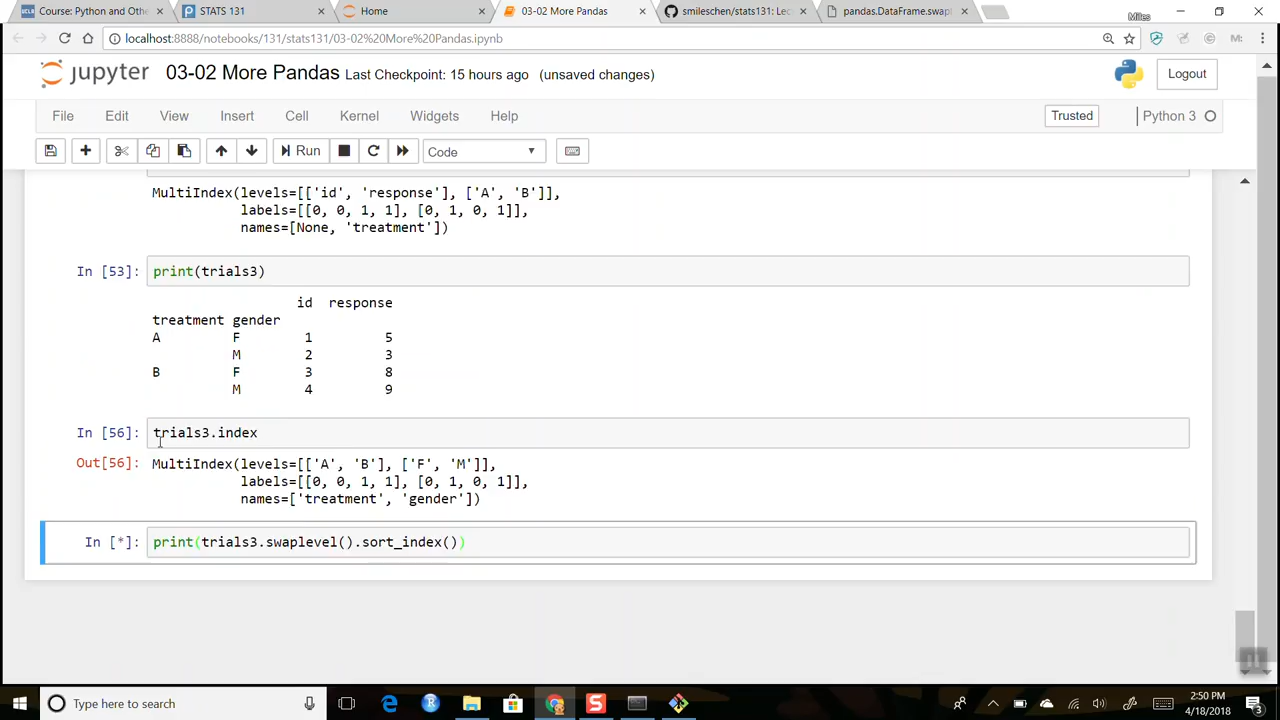 Miles
Course: Python and Othe
STATS 131
Home
03-02 More Pandas
smileschen/stats131: Lec
pandas.DataFrame.swap
localhost:8888/notebooks/131/stats131/03-02%20More%20Pandas.ipynb
M:
jupyter 03-02 More Pandas Last Checkpoint: 15 hours ago (unsaved changes)
Logout
File Edit View Insert Cell Kernel Widgets Help
Trusted
Python 3
Run
Code
MultiIndex(levels=[['id', 'response'], ['A', 'B']],
labels=[[0, 0, 1, 1], [0, 1, 0, 1]],
names=[None, 'treatment'])
In [53]: print(trials3)
id response
treatment gender
A F 1 5
M 2 3
B F 3 8
M 4 9
In [56]: trials3.index
Out[56]: MultiIndex(levels=[['A', 'B'], ['F', 'M']],
labels=[[0, 0, 1, 1], [0, 1, 0, 1]],
names=['treatment', 'gender'])
In [*]: print(trials3.swaplevel().sort_index())
Type here to search
2:50 PM
4/18/2018
3